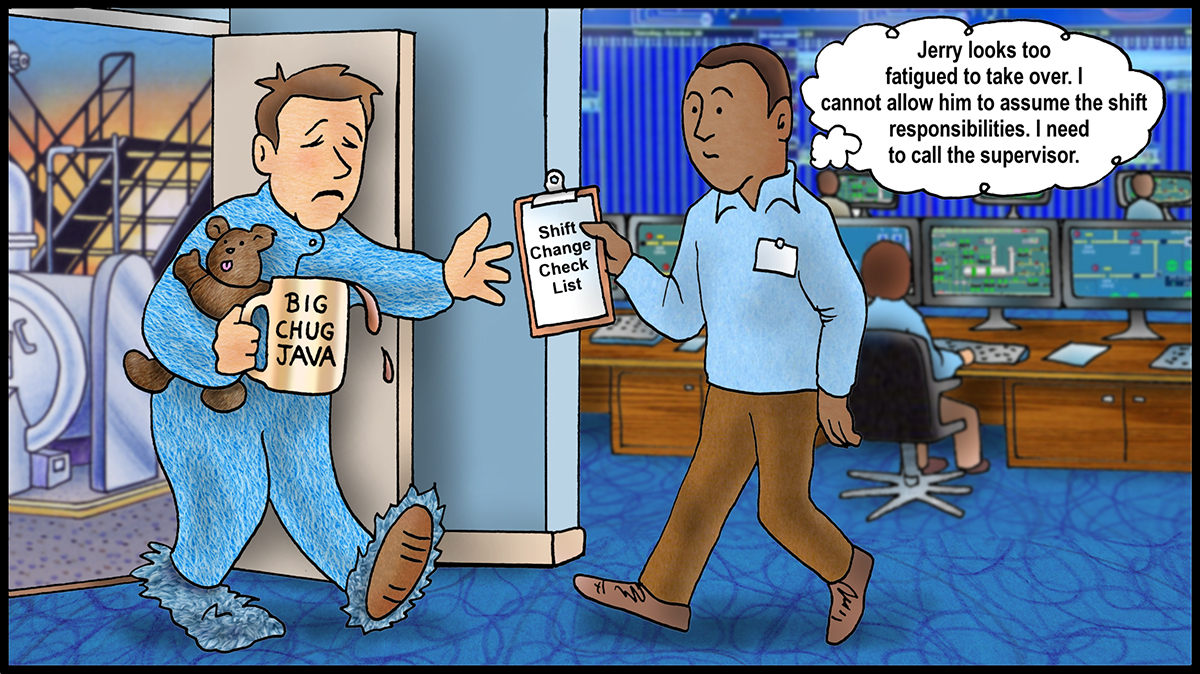 Jerry looks too
fatigued to take over. I
cannot allow him to assume the shift
responsibilities. I need
to call the supervisor.
Shift
Change
Check
List
BIG
CHUG
JAVA